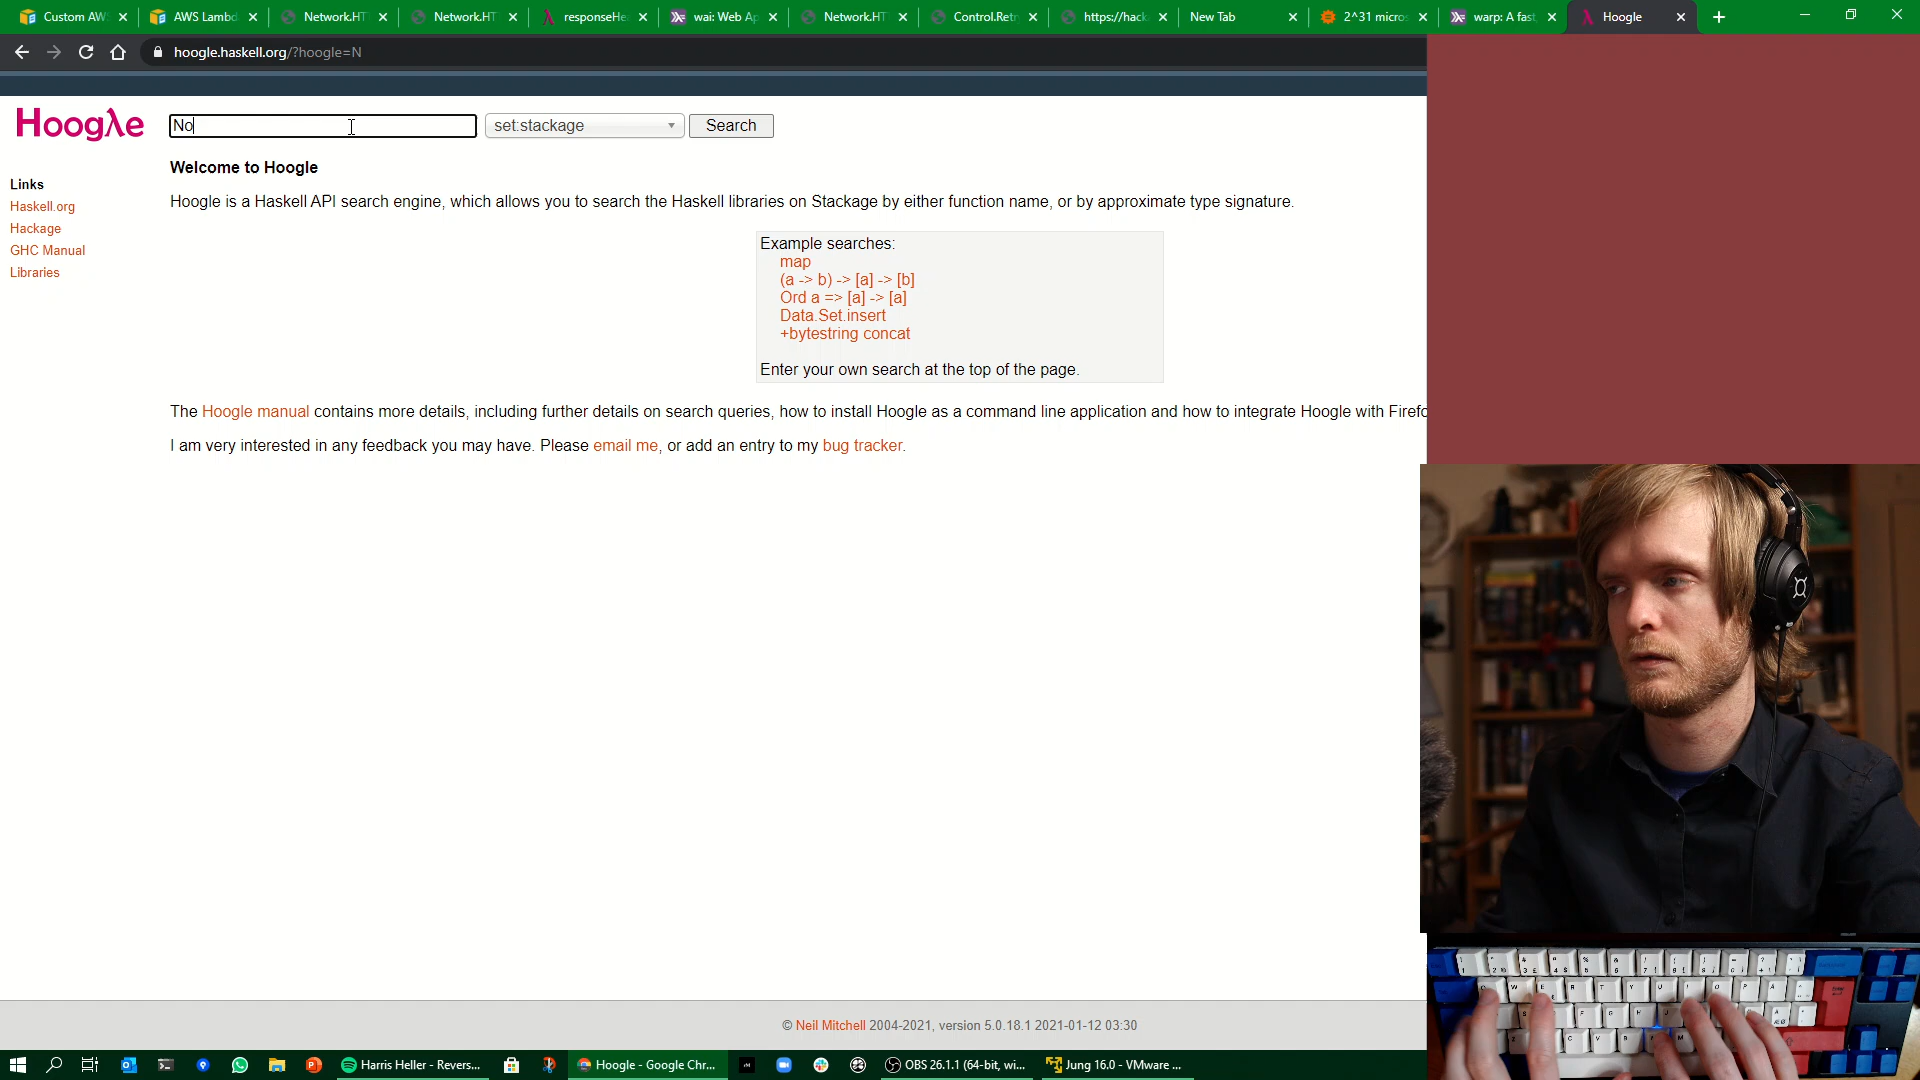 Custom AW
AWS Lambd
Network.HT
Network.HT
responseHe
wai: Web Ap
Network.HT
Control.Retr
https://hack
New Tab
2^31 micros
warp: A fast
Hoogle
hoogle.haskell.org/?hoogle=N
Hoogλe
No
set:stackage
Search
Welcome to Hoogle
Links
Haskell.org
Hackage
GHC Manual
Libraries
Hoogle is a Haskell API search engine, which allows you to search the Haskell libraries on Stackage by either function name, or by approximate type signature.
Example searches:
map
(a -> b) -> [a] -> [b]
Ord a => [a] -> [a]
Data.Set.insert
+bytestring concat
Enter your own search at the top of the page.
The Hoogle manual contains more details, including further details on search queries, how to install Hoogle as a command line application and how to integrate Hoogle with Firefo
I am very interested in any feedback you may have. Please email me, or add an entry to my bug tracker.
© Neil Mitchell 2004-2021, version 5.0.18.1 2021-01-12 03:30
Harris Heller - Revers...
Hoogle - Google Chr...
OBS 26.1.1 (64-bit, wi...
Jung 16.0 - VMware ...